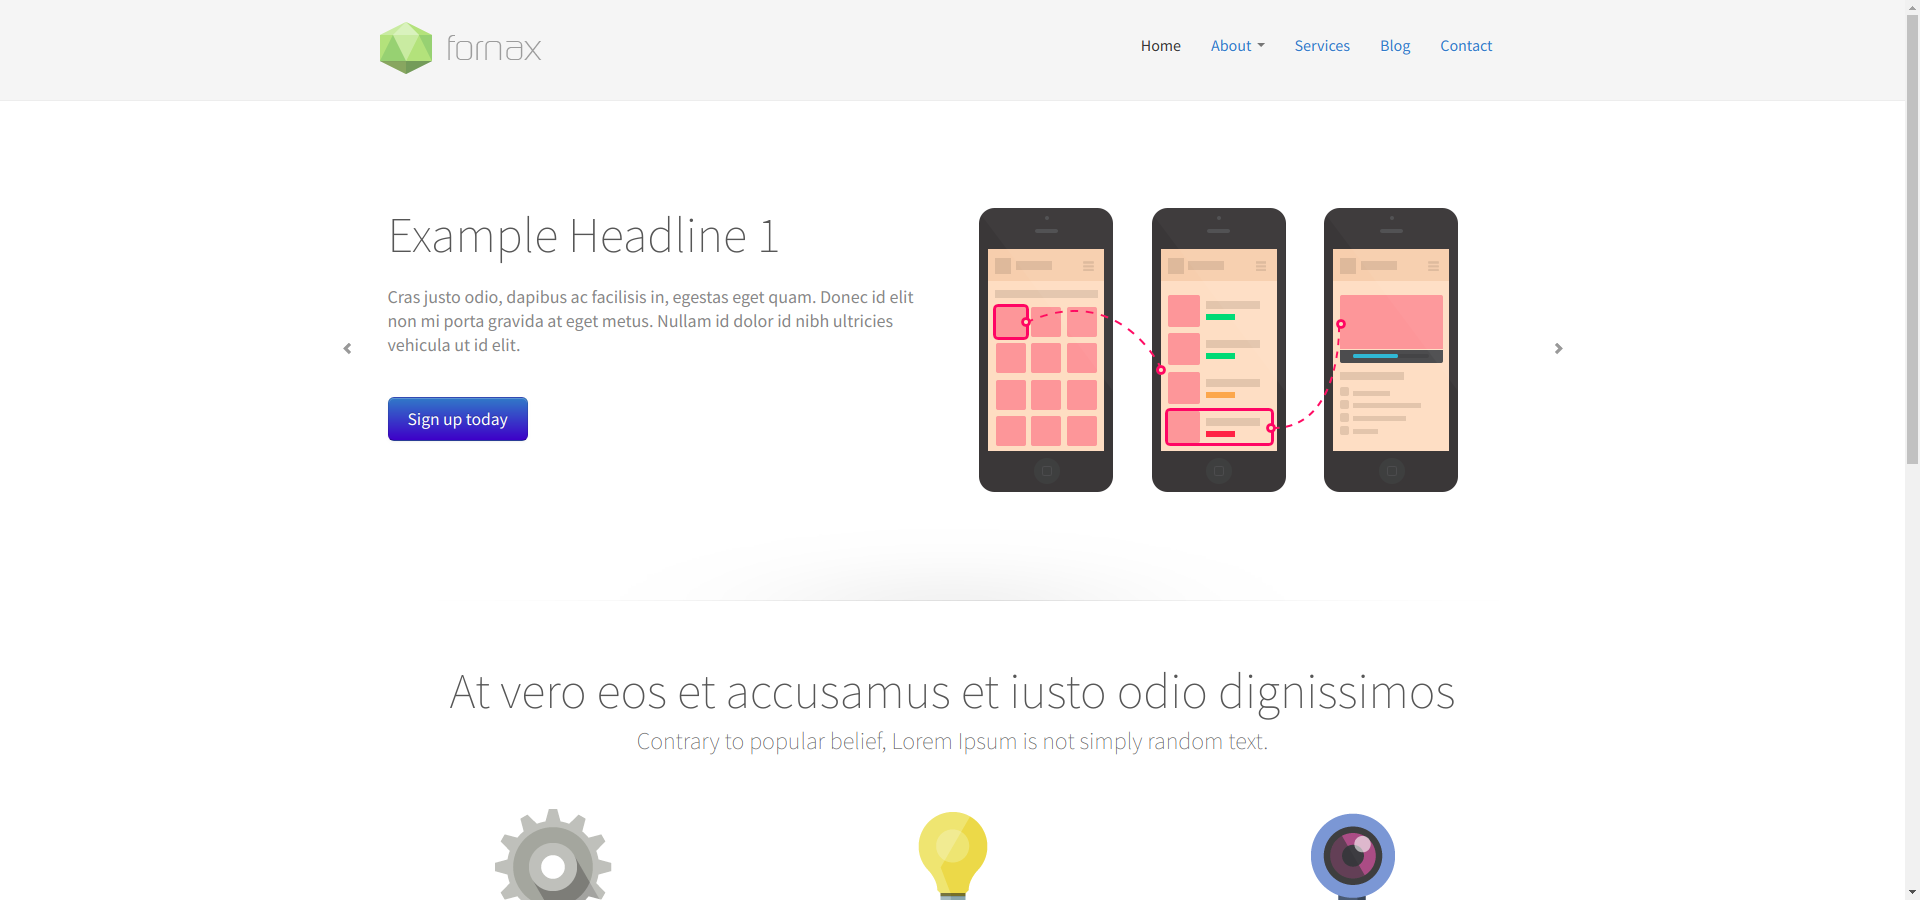 fornax
Home About Services Blog Contact
Example Headline 1
Cras justo odio, dapibus ac facilisis in, egestas eget quam. Donec id elit
non mi porta gravida at eget metus. Nullam id dolor id nibh ultricies
vehicula ut id elit.
Sign up today
At vero eos et accusamus et iusto odio dignissimos
Contrary to popular belief, Lorem Ipsum is not simply random text.